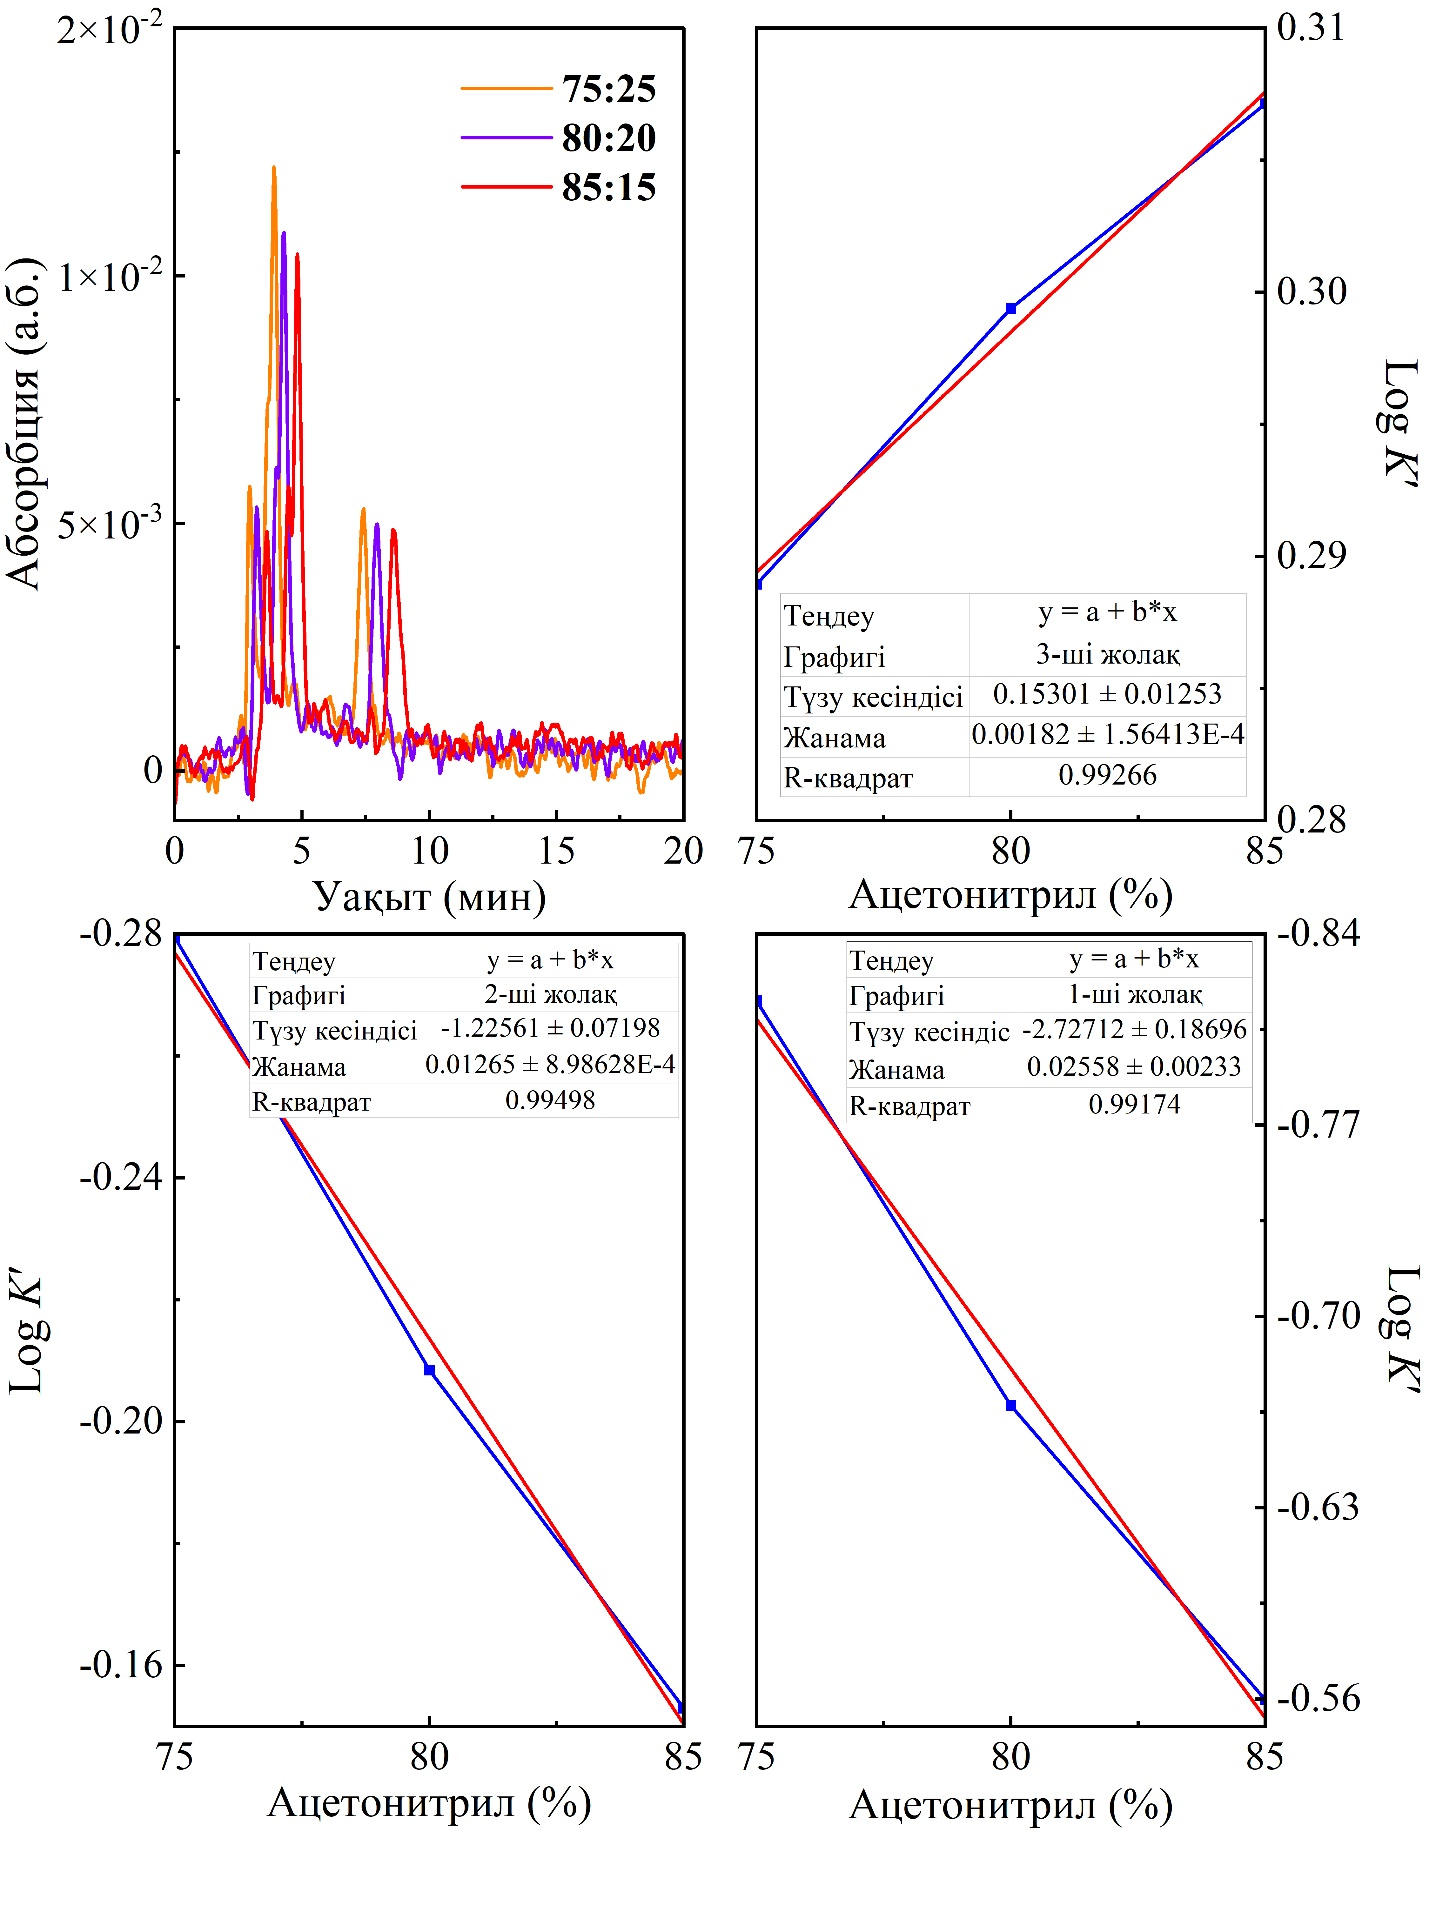 2×10⁻²
1×10⁻²
5×10⁻³
0
Абсорбция (а.б.)
75:25
80:20
85:15
0 5 10 15 20
Уақыт (мин)
0.31
0.30
0.29
0.28
Log K'
Теңдеу y = a + b*x
Графигі 3-ші жолақ
Түзу кесіндісі 0.15301 ± 0.01253
Жанама 0.00182 ± 1.56413E-4
R-квадрат 0.99266
75 80 85
Ацетонитрил (%)
-0.28
-0.24
-0.20
-0.16
Log K'
Теңдеу y = a + b*x
Графигі 2-ші жолақ
Түзу кесіндісі -1.22561 ± 0.07198
Жанама 0.01265 ± 8.98628E-4
R-квадрат 0.99498
75 80 85
Ацетонитрил (%)
-0.84
-0.77
-0.70
-0.63
-0.56
Log K'
Теңдеу y = a + b*x
Графигі 1-ші жолақ
Түзу кесіндіс -2.72712 ± 0.18696
Жанама 0.02558 ± 0.00233
R-квадрат 0.99174
75 80 85
Ацетонитрил (%)